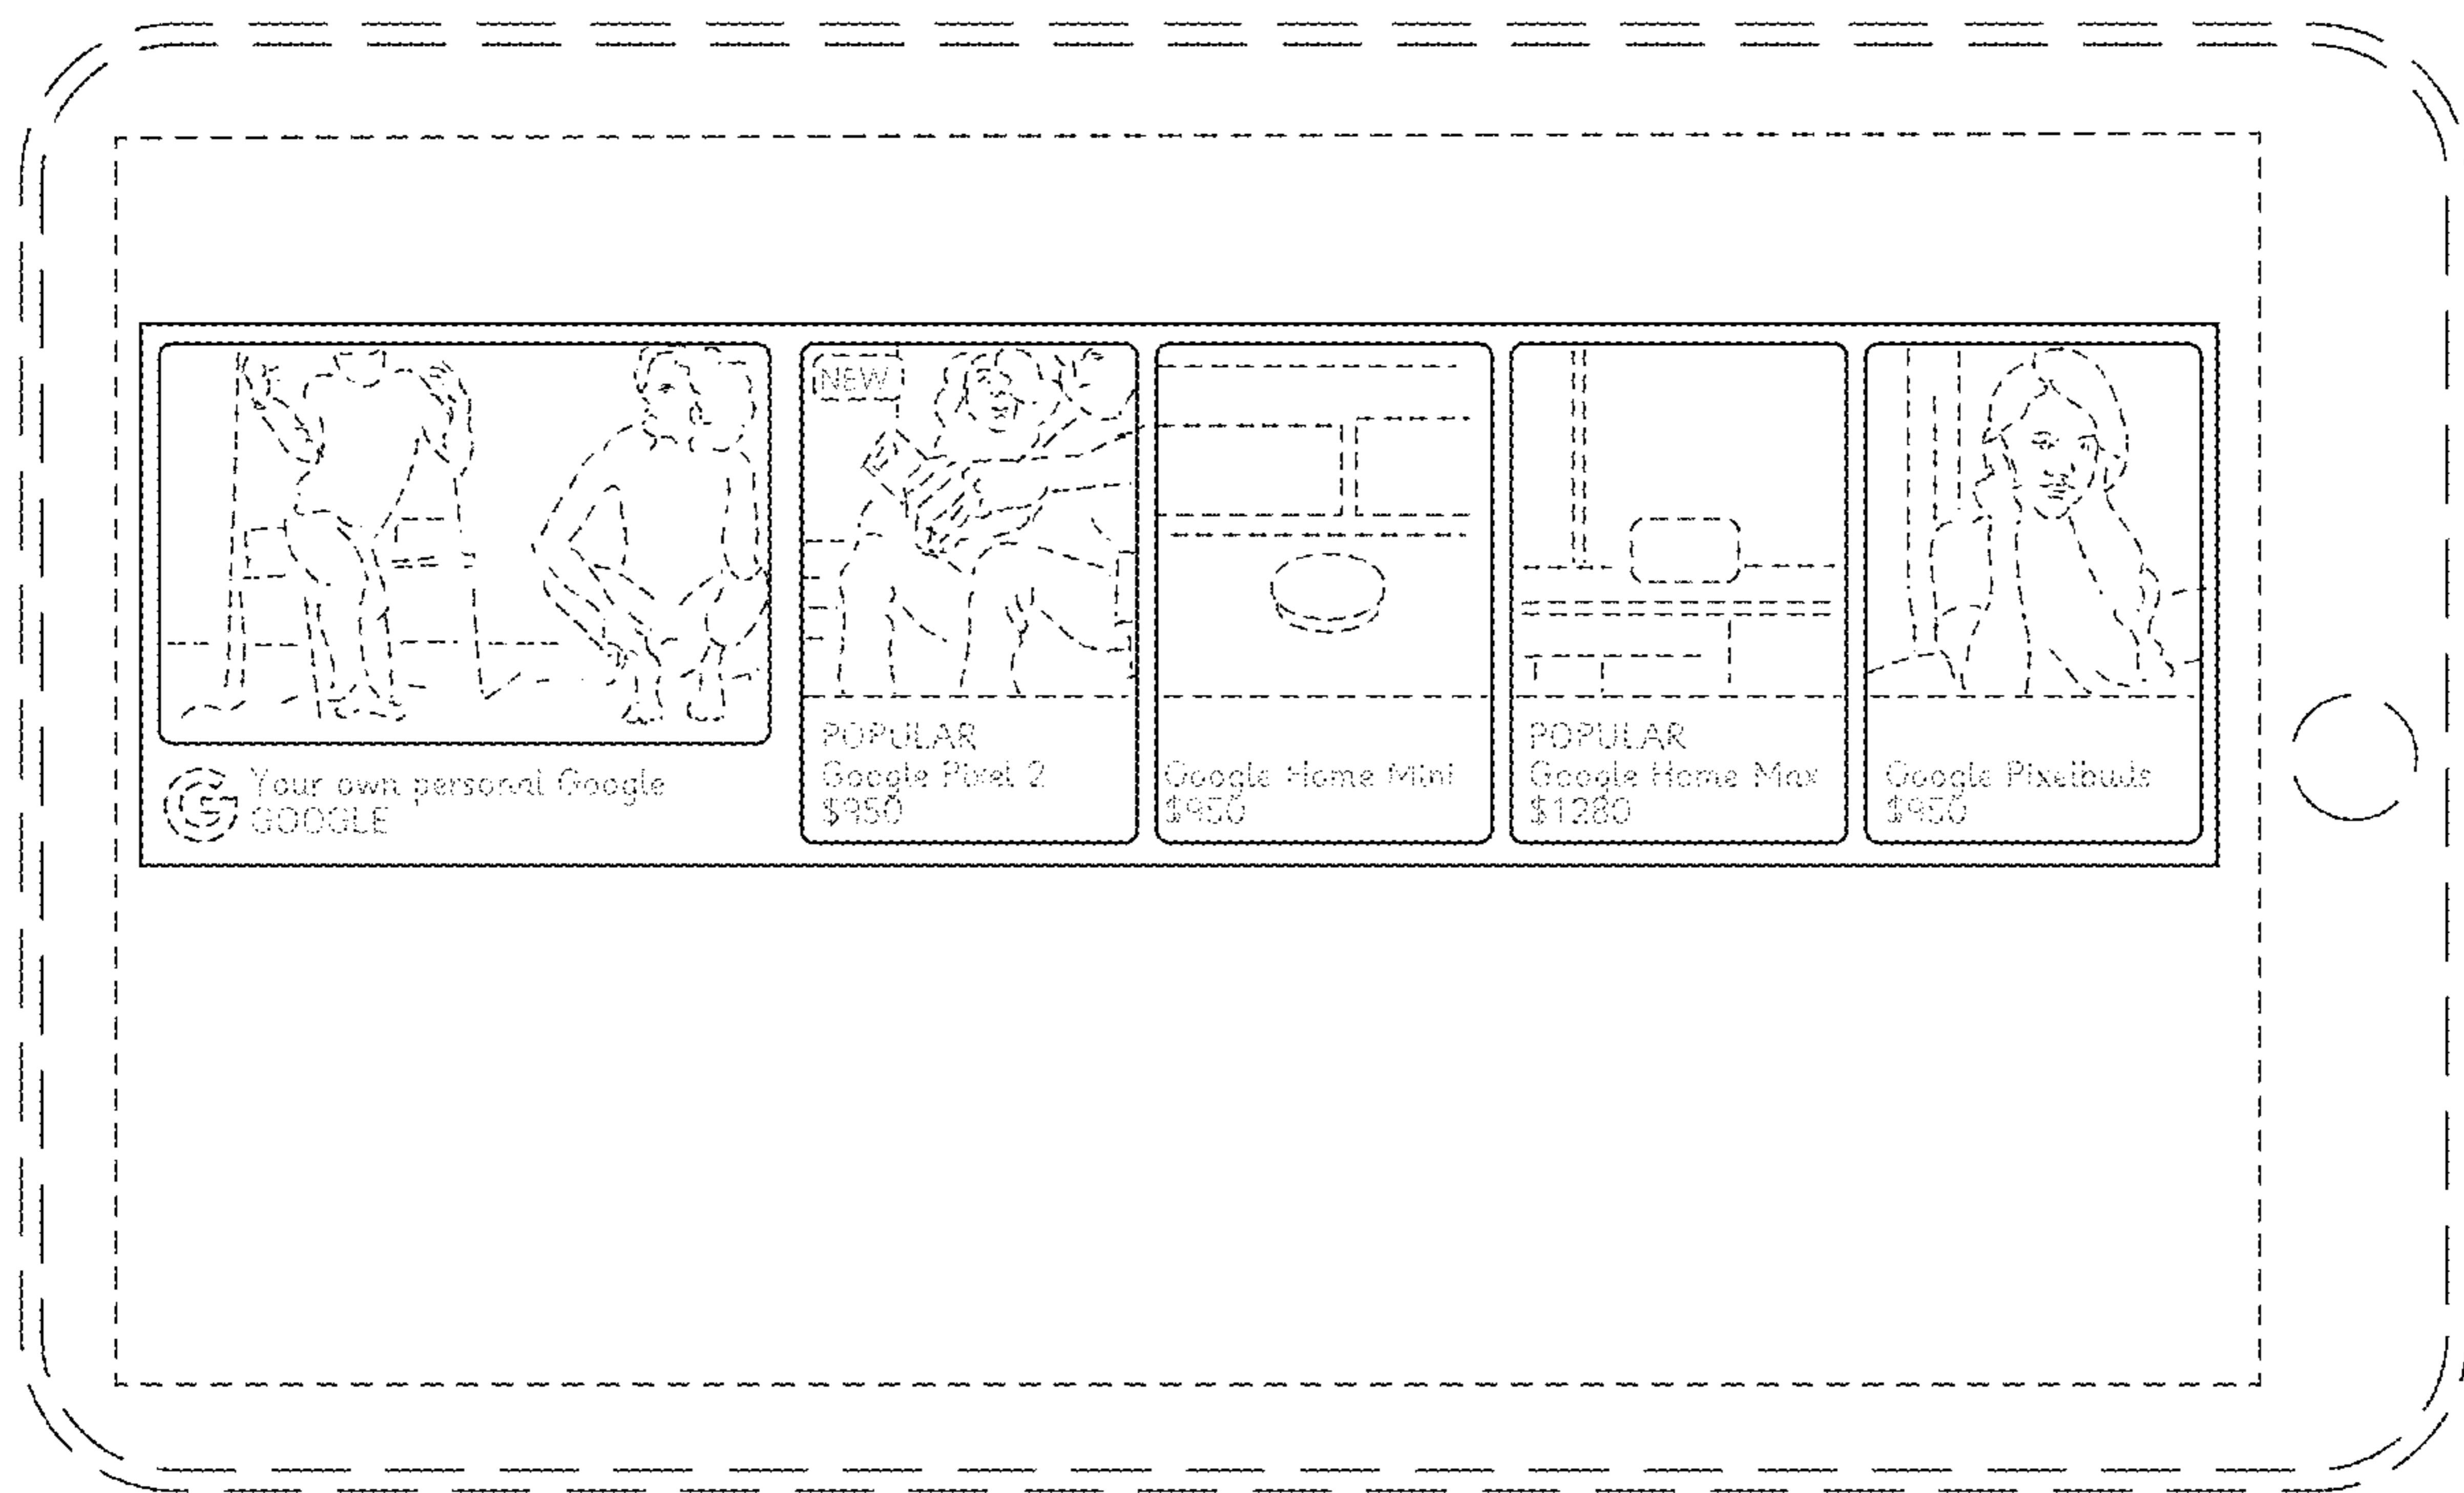 NEW
G Your own personal Google
GOOGLE
POPULAR
Google Pixel 2
$950
Google Home Mini
$950
POPULAR
Google Home Max
$1280
Google Pixelbuds
$950